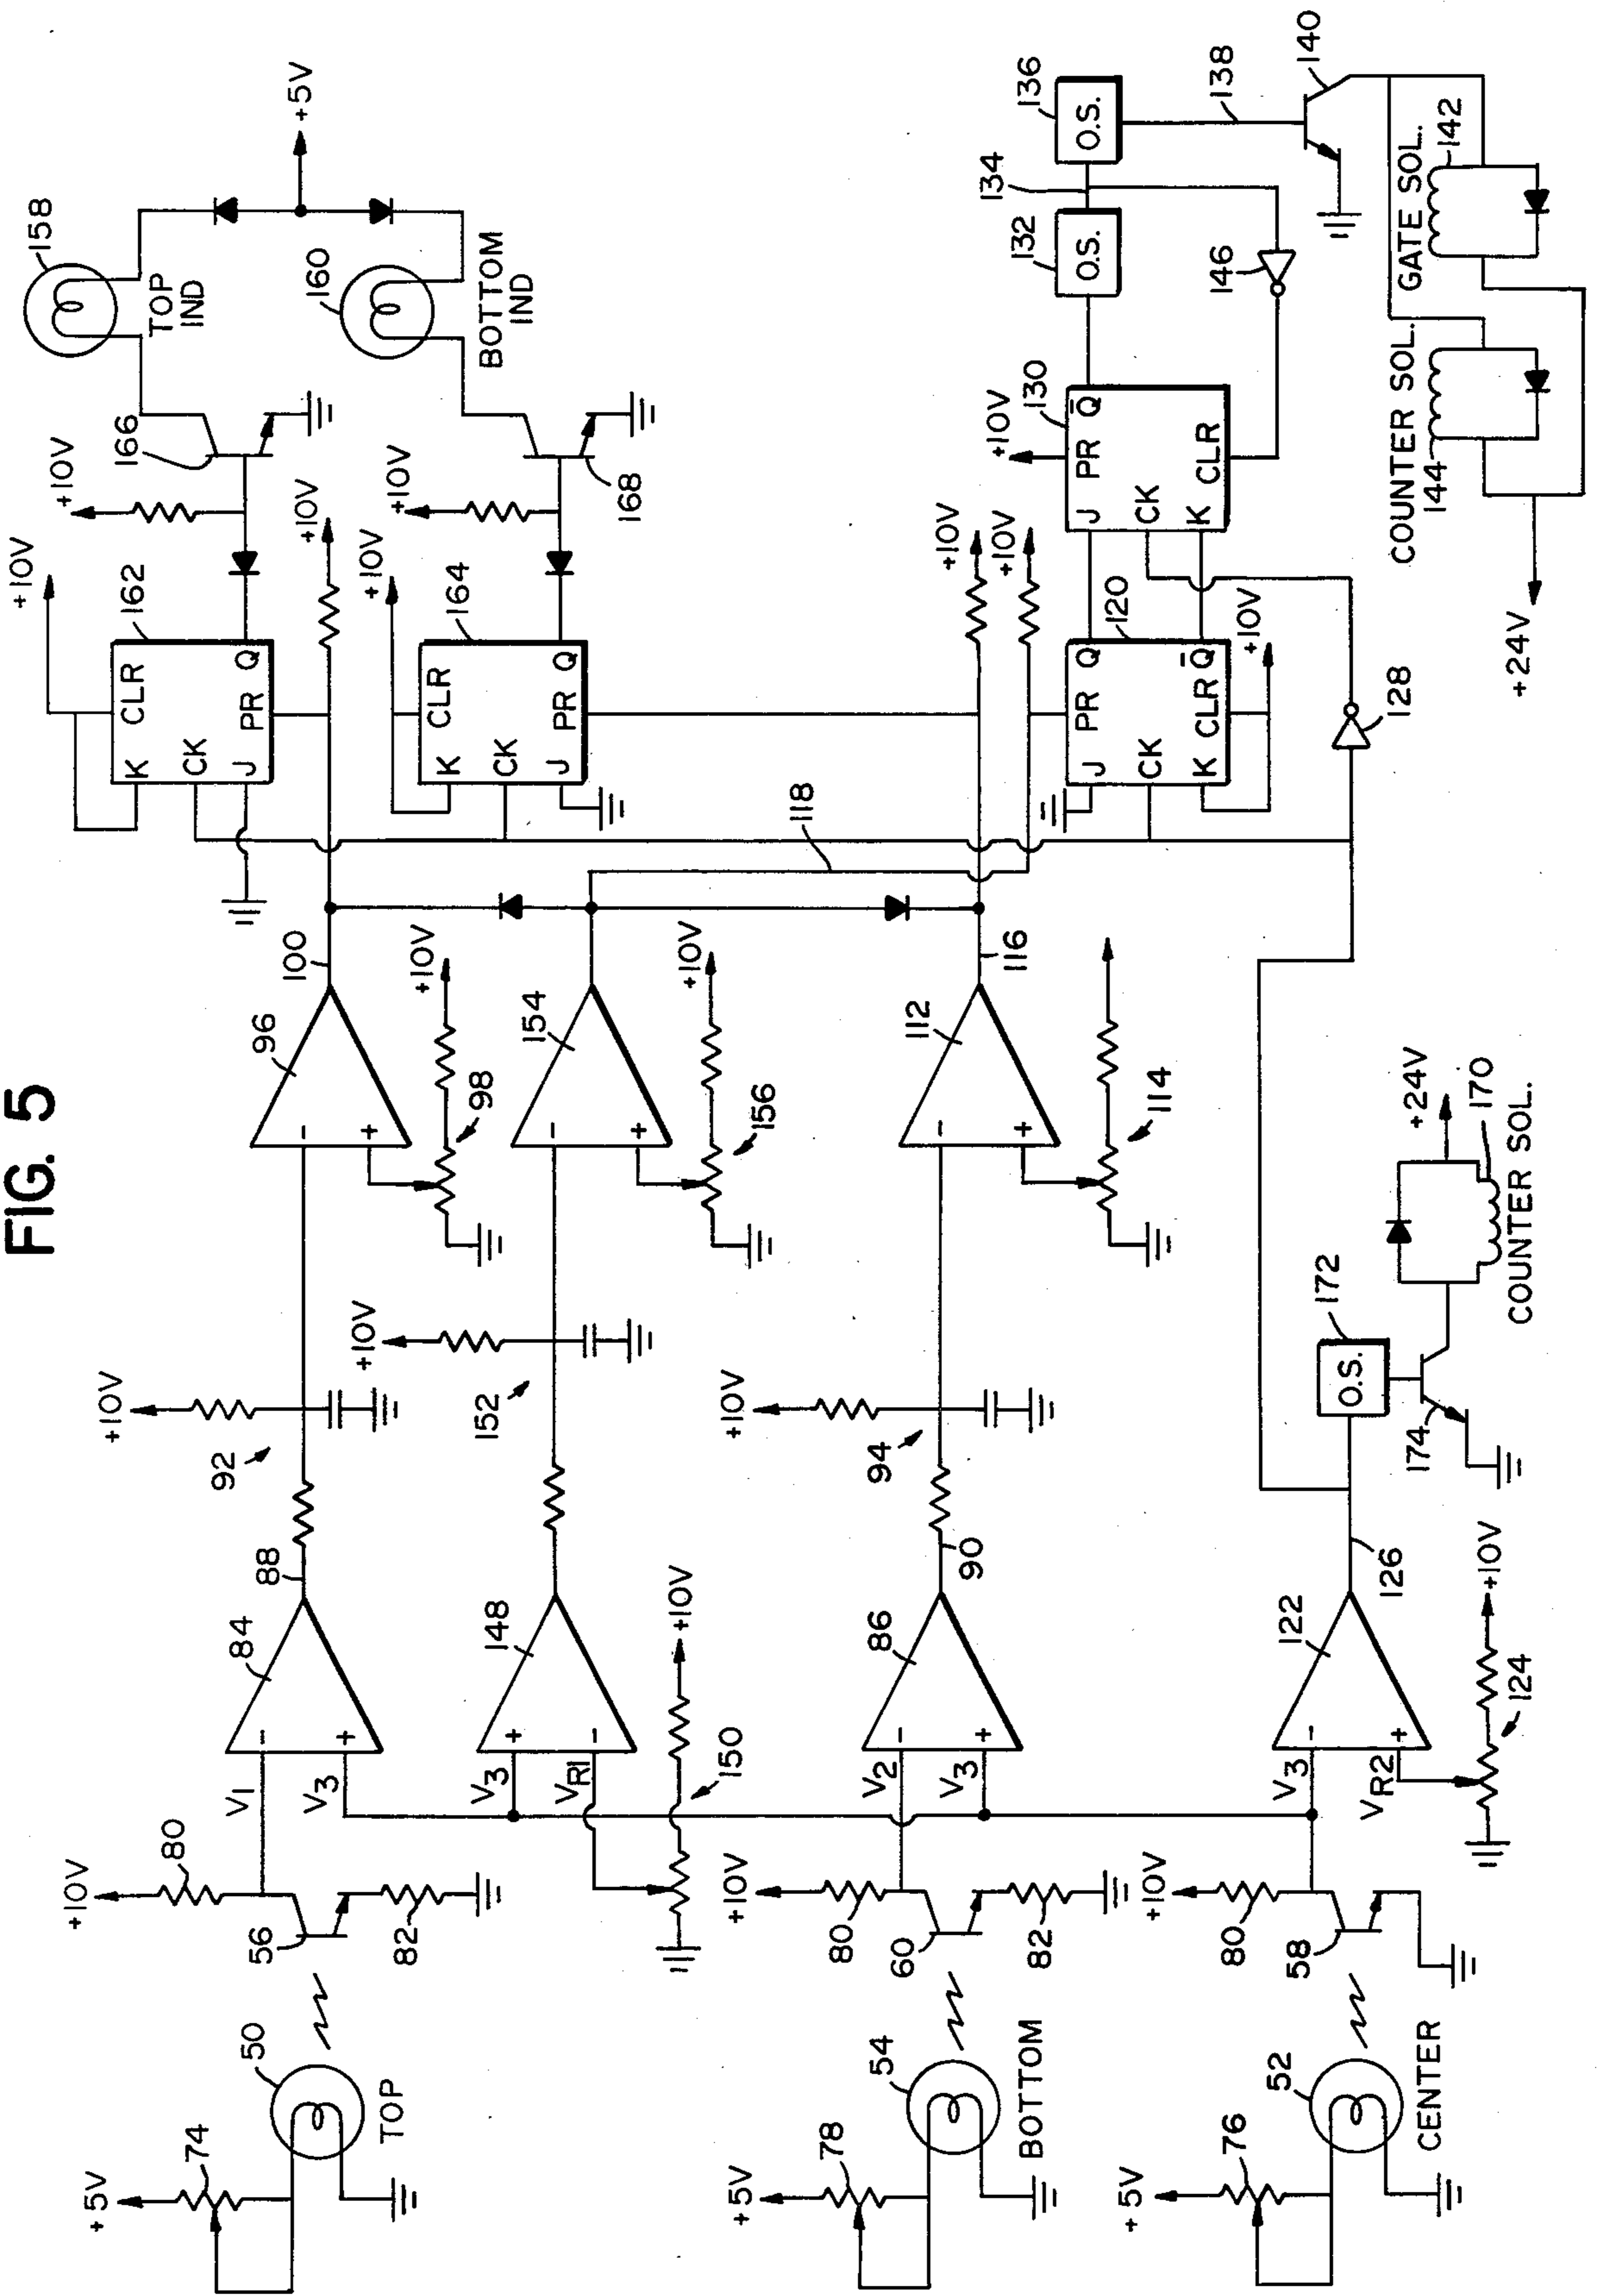 FIG. 5
+5V
74
50
TOP
+10V
80
56
82
V1
V3
84
-
+
88
+10V
92
96
-
+
98
+10V
100
+10V
+10V
162
CLR
K
CK
J
PR
Q
+10V
166
158
TOP
IND
+5V
V3
VR1
148
+
-
150
+10V
152
+10V
154
-
+
156
+10V
118
+10V
164
CLR
K
CK
J
PR
Q
+10V
168
160
BOTTOM
IND
+5V
78
54
BOTTOM
+10V
80
60
82
V2
V3
86
-
+
90
+10V
94
112
-
+
114
116
+10V
+10V
120
J
CK
K
PR
CLR
Q
Q̅
+10V
130
+10V
J
CK
K
PR
CLR
Q̅
132
O.S.
134
136
O.S.
138
140
146
128
GATE SOL.
142
COUNTER SOL.
144
+24V
+5V
76
52
CENTER
+10V
80
58
V3
VR2
122
-
+
124
+10V
126
172
O.S.
174
+24V
170
COUNTER SOL.